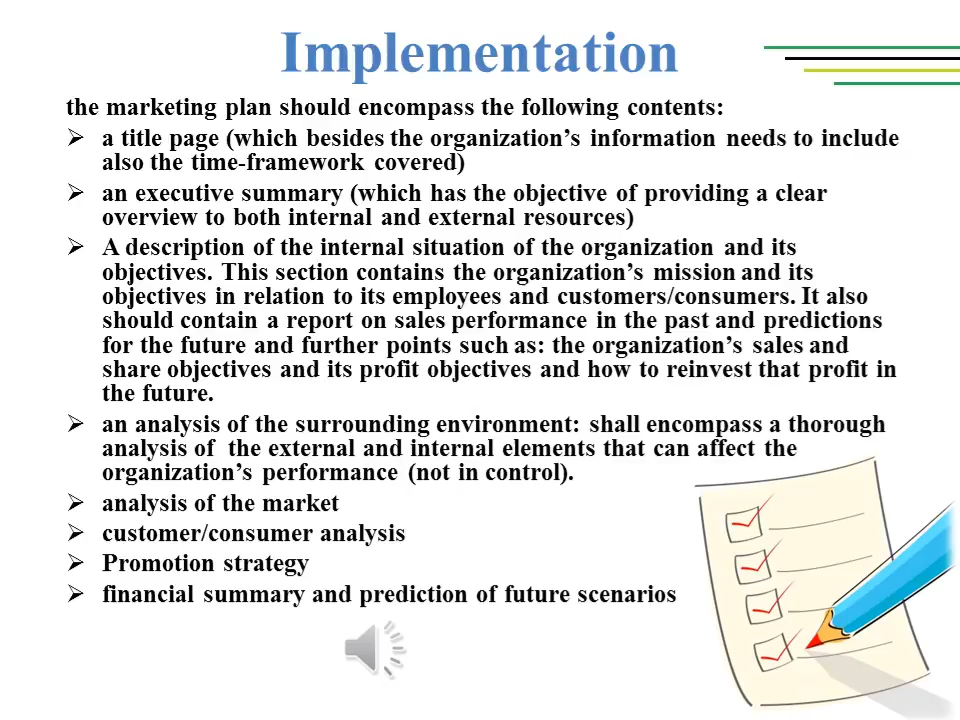 Implementation
the marketing plan should encompass the following contents:
➢ a title page (which besides the organization’s information needs to include
also the time-framework covered)
➢ an executive summary (which has the objective of providing a clear
overview to both internal and external resources)
➢ A description of the internal situation of the organization and its
objectives. This section contains the organization’s mission and its
objectives in relation to its employees and customers/consumers. It also
should contain a report on sales performance in the past and predictions
for the future and further points such as: the organization’s sales and
share objectives and its profit objectives and how to reinvest that profit in
the future.
➢ an analysis of the surrounding environment: shall encompass a thorough
analysis of  the external and internal elements that can affect the
organization’s performance (not in control).
➢ analysis of the market
➢ customer/consumer analysis
➢ Promotion strategy
➢ financial summary and prediction of future scenarios